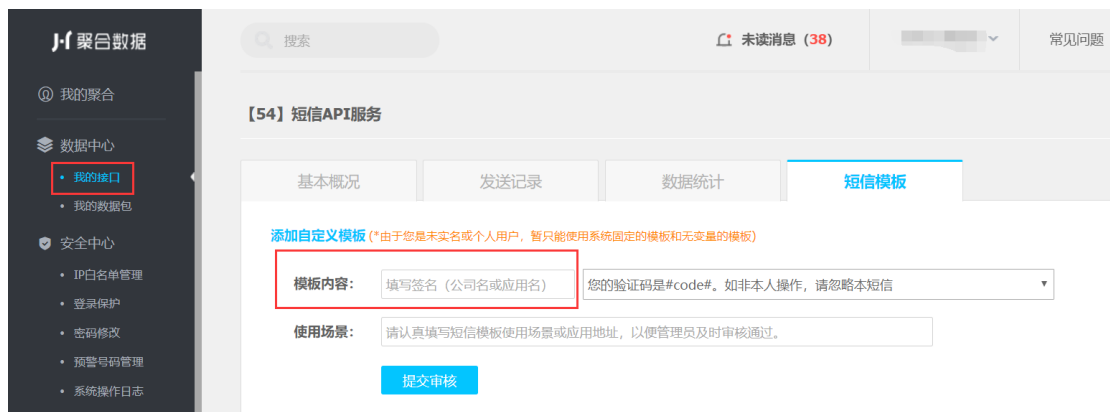 聚合数据
搜索
未读消息（38）
常见问题
我的聚合
数据中心
我的接口
我的数据包
安全中心
IP白名单管理
登录保护
密码修改
预警号码管理
系统操作日志
【54】短信API服务
基本概况
发送记录
数据统计
短信模板
添加自定义模板 (*由于您是未实名或个人用户，暂只能使用系统固定的模板和无变量的模板)
模板内容： 填写签名（公司名或应用名） 您的验证码是#code#。如非本人操作，请忽略本短信
使用场景： 请认真填写短信模板使用场景或应用地址，以便管理员及时审核通过。
提交审核